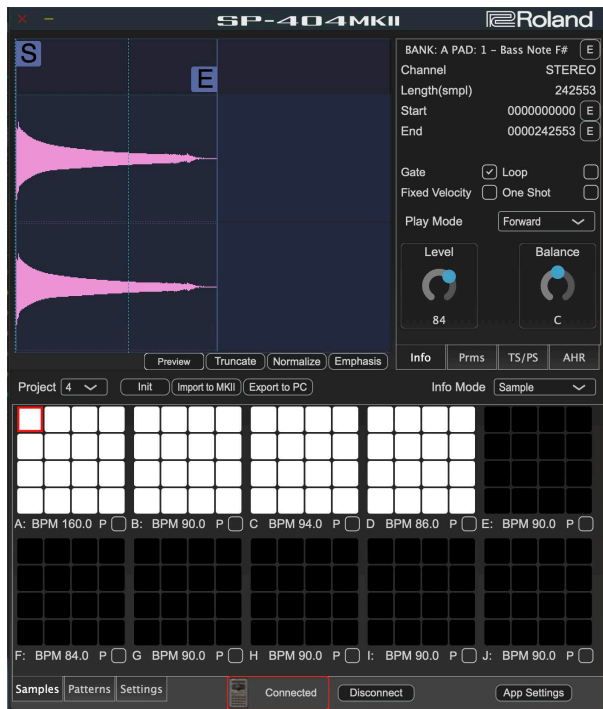 SP-404MKII Roland
S
E
BANK: A PAD: 1 – Bass Note F# E
Channel STEREO
Length(smpl) 242553
Start 0000000000 E
End 0000242553 E
Gate Loop
Fixed Velocity One Shot
Play Mode Forward
Level Balance
84 C
Preview Truncate Normalize Emphasis
Info Prms TS/PS AHR
Project 4 Init Import to MKII Export to PC Info Mode Sample
A: BPM 160.0 P B: BPM 90.0 P C BPM 94.0 P D BPM 86.0 P E: BPM 90.0 P
F: BPM 84.0 P G BPM 90.0 P H BPM 90.0 P I: BPM 90.0 P J: BPM 90.0 P
Samples Patterns Settings Connected Disconnect App Settings